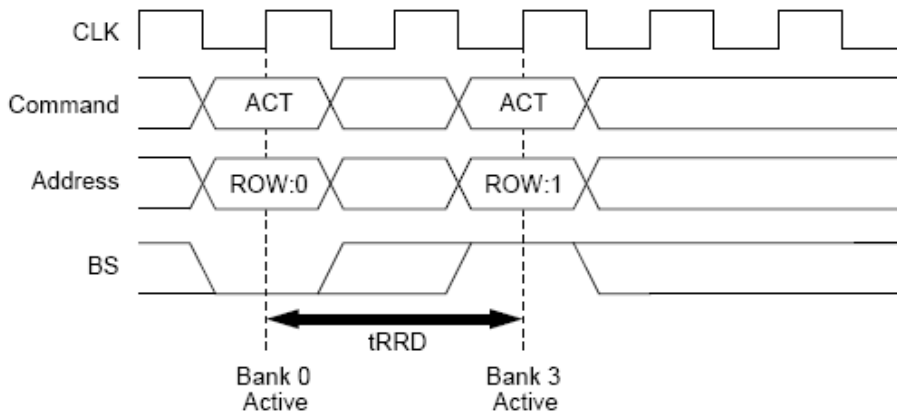 CLK
Command
ACT
ACT
Address
ROW:0
ROW:1
BS
tRRD
Bank 0
Active
Bank 3
Active